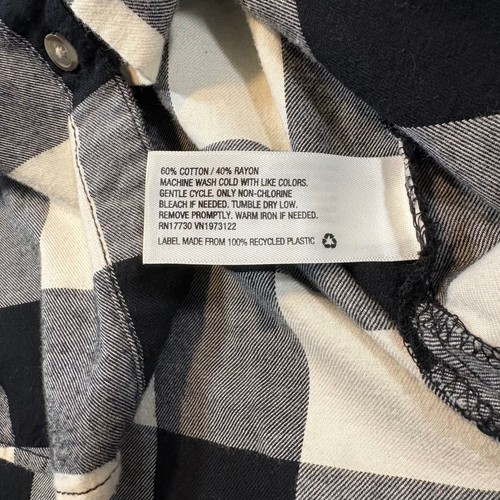 60% COTTON / 40% RAYON
MACHINE WASH COLD WITH LIKE COLORS.
GENTLE CYCLE. ONLY NON-CHLORINE
BLEACH IF NEEDED. TUMBLE DRY LOW.
REMOVE PROMPTLY. WARM IRON IF NEEDED.
RN17730 VN1973122
LABEL MADE FROM 100% RECYCLED PLASTIC